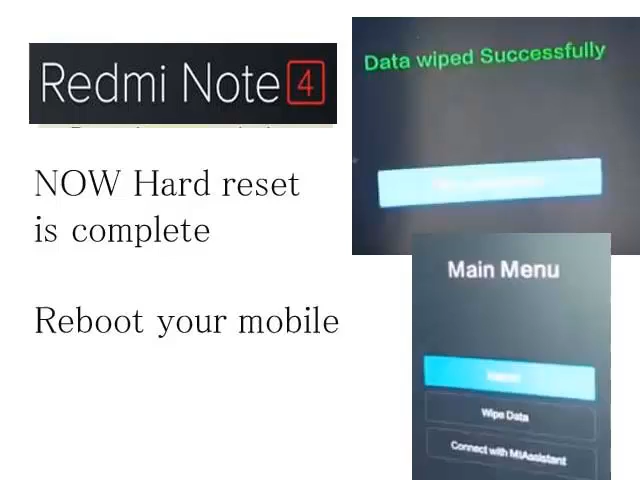 Redmi Note 4
Data wiped Successfully
NOW Hard reset
is complete
Reboot your mobile
Main Menu
Wipe Data
Connect with MIAssistant